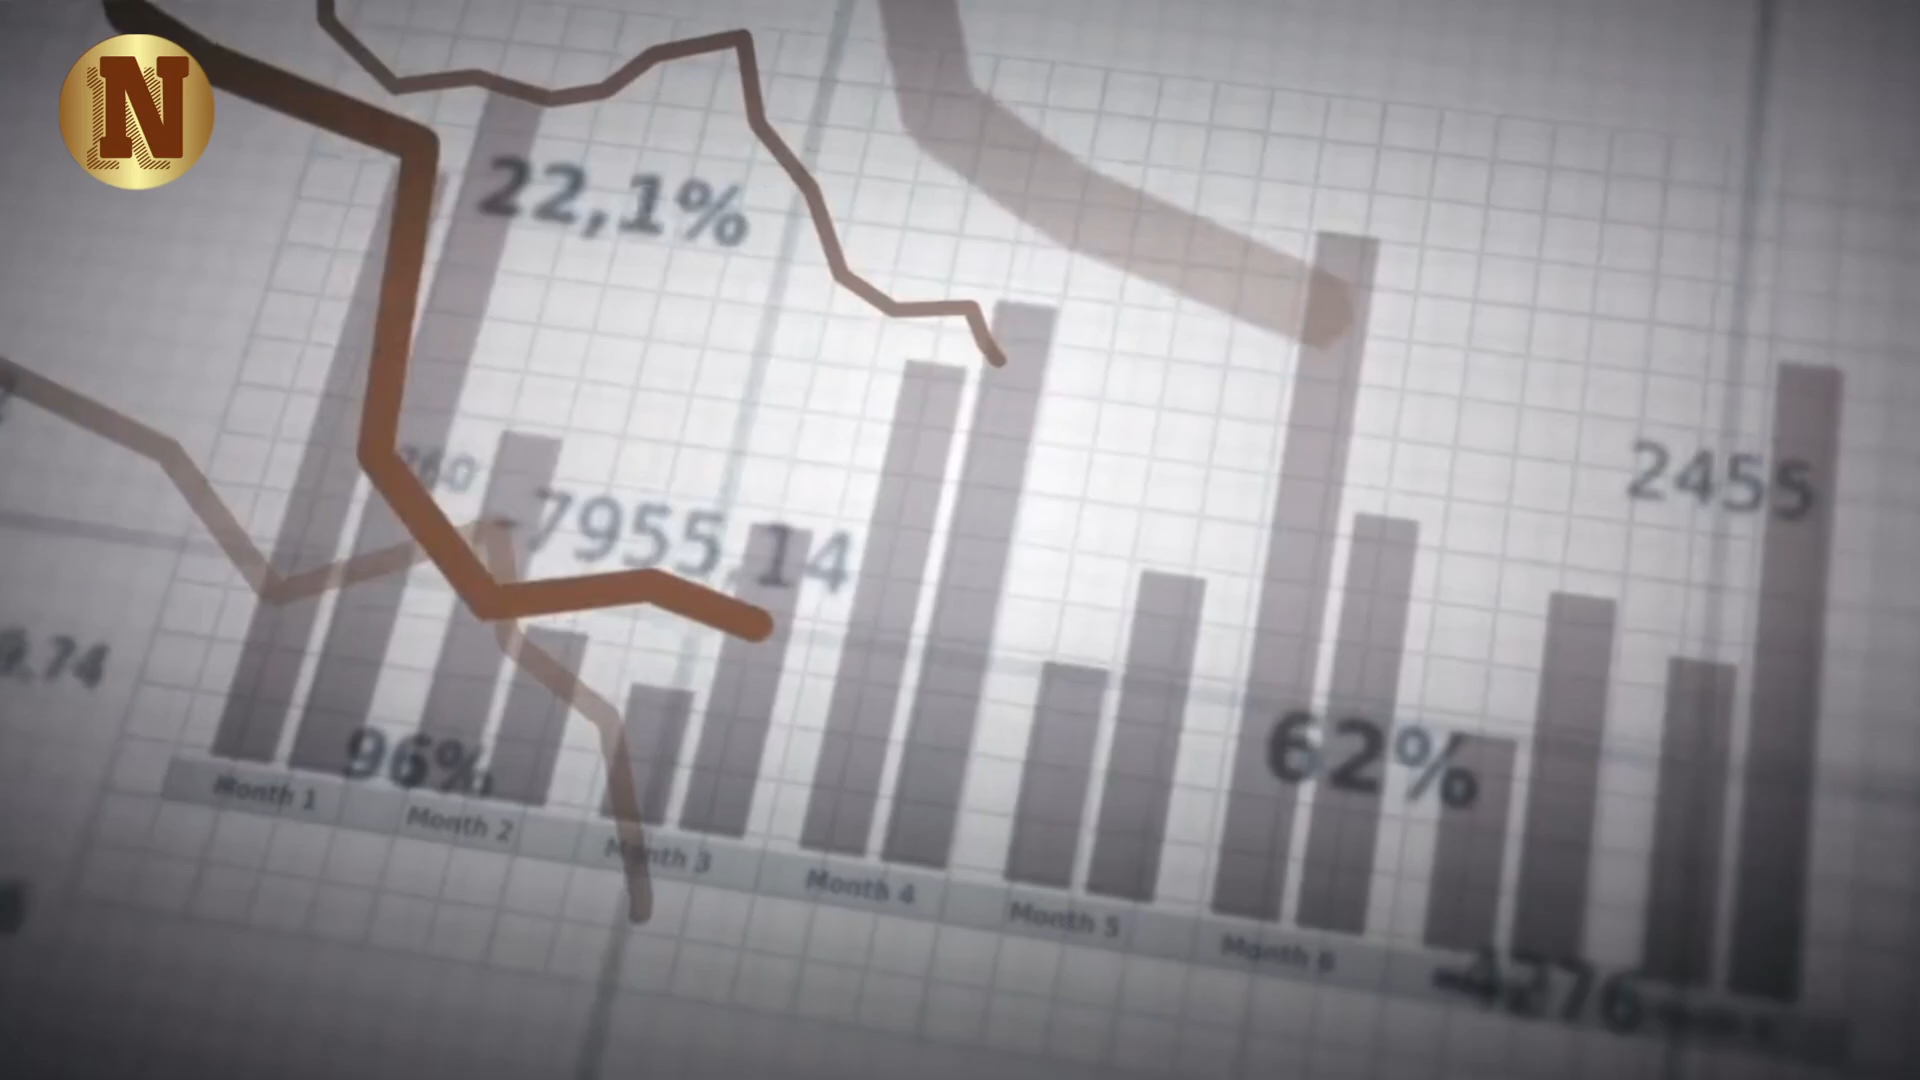 N
22,1%
-7955,14
2455
9,74
96%
62%
Month 1
Month 2
Month 3
Month 4
Month 5
Month 6
-4276